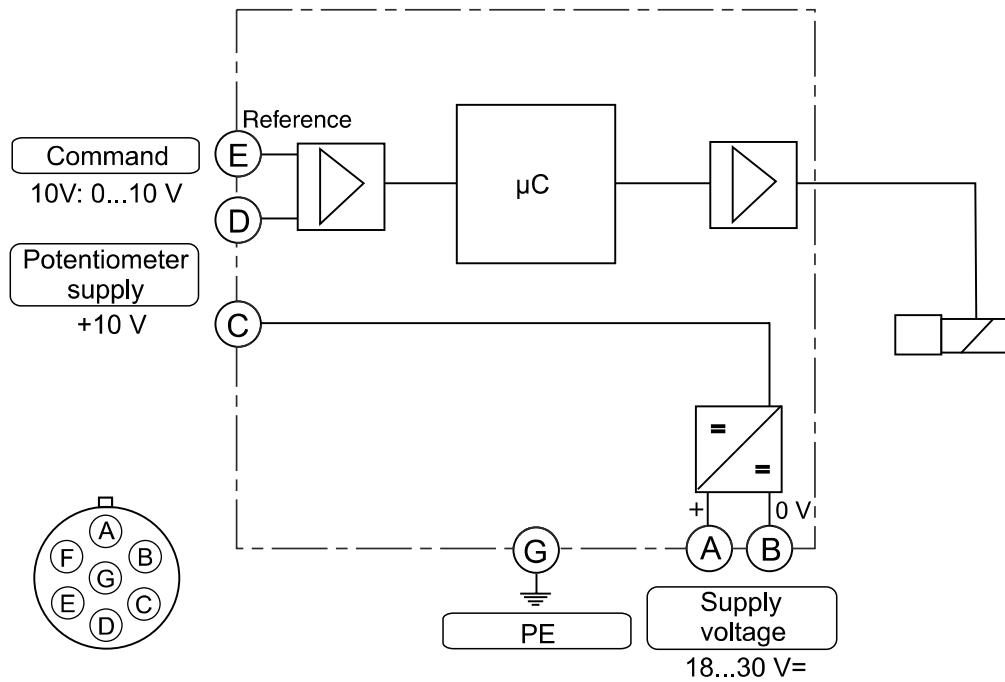 Reference
E
Command
10V: 0...10 V
D
µC
Potentiometer
supply
+10 V
C
=
=
+
0 V
G
A
B
PE
Supply
voltage
18...30 V=
A
F
B
G
E
C
D